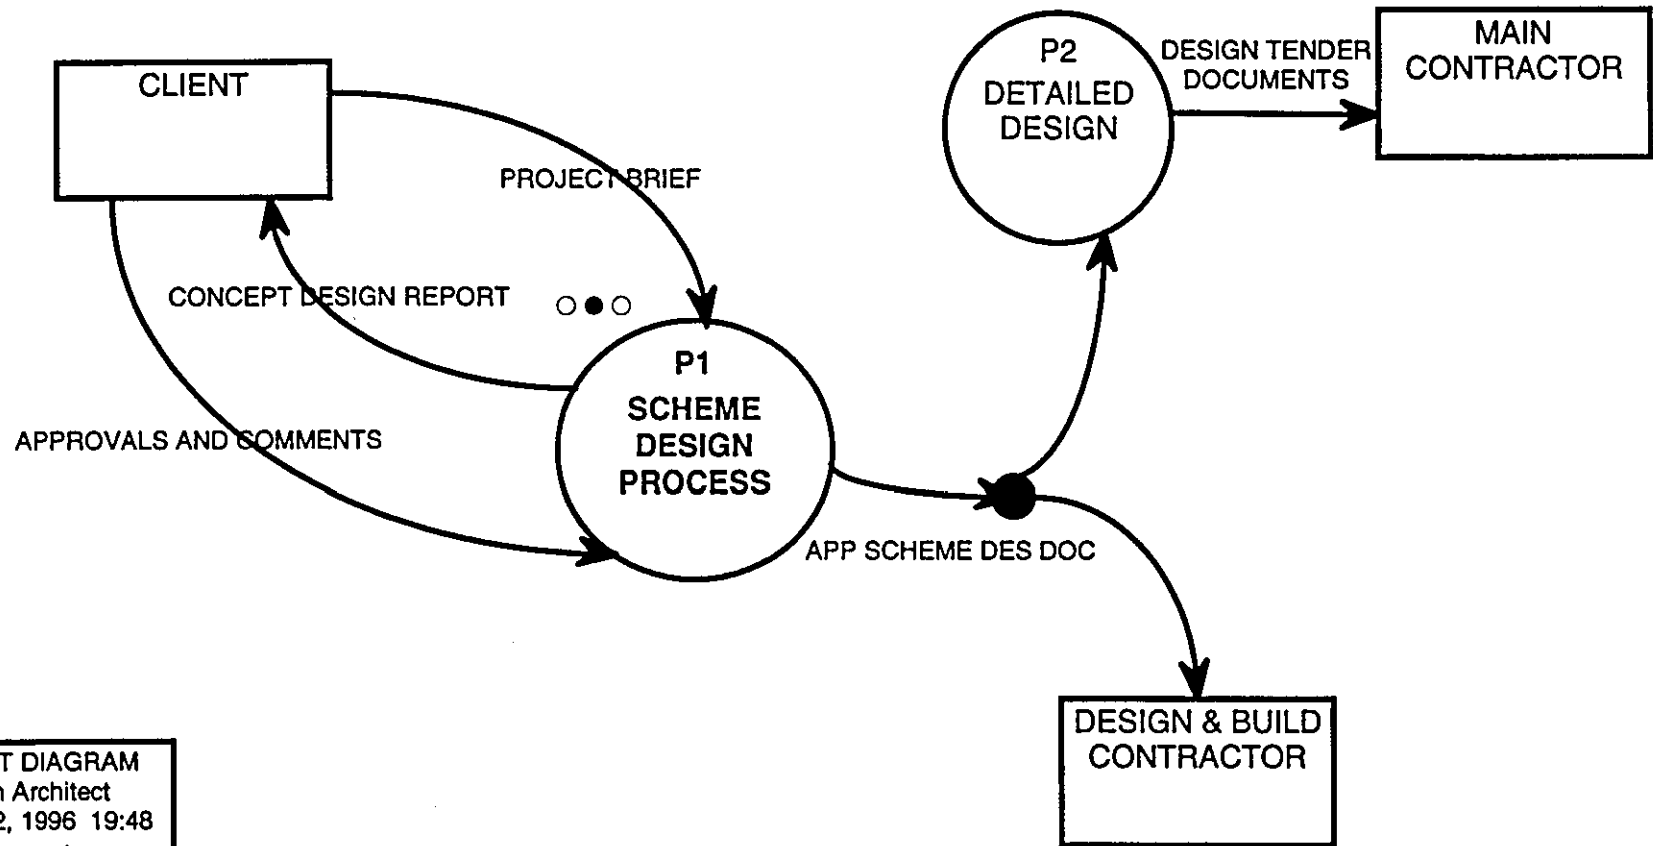 CLIENT
PROJECT BRIEF
CONCEPT DESIGN REPORT
APPROVALS AND COMMENTS
P1
SCHEME
DESIGN
PROCESS
APP SCHEME DES DOC
P2
DETAILED
DESIGN
DESIGN TENDER
DOCUMENTS
MAIN
CONTRACTOR
DESIGN & BUILD
CONTRACTOR
T DIAGRAM
Architect
2, 1996 19:48